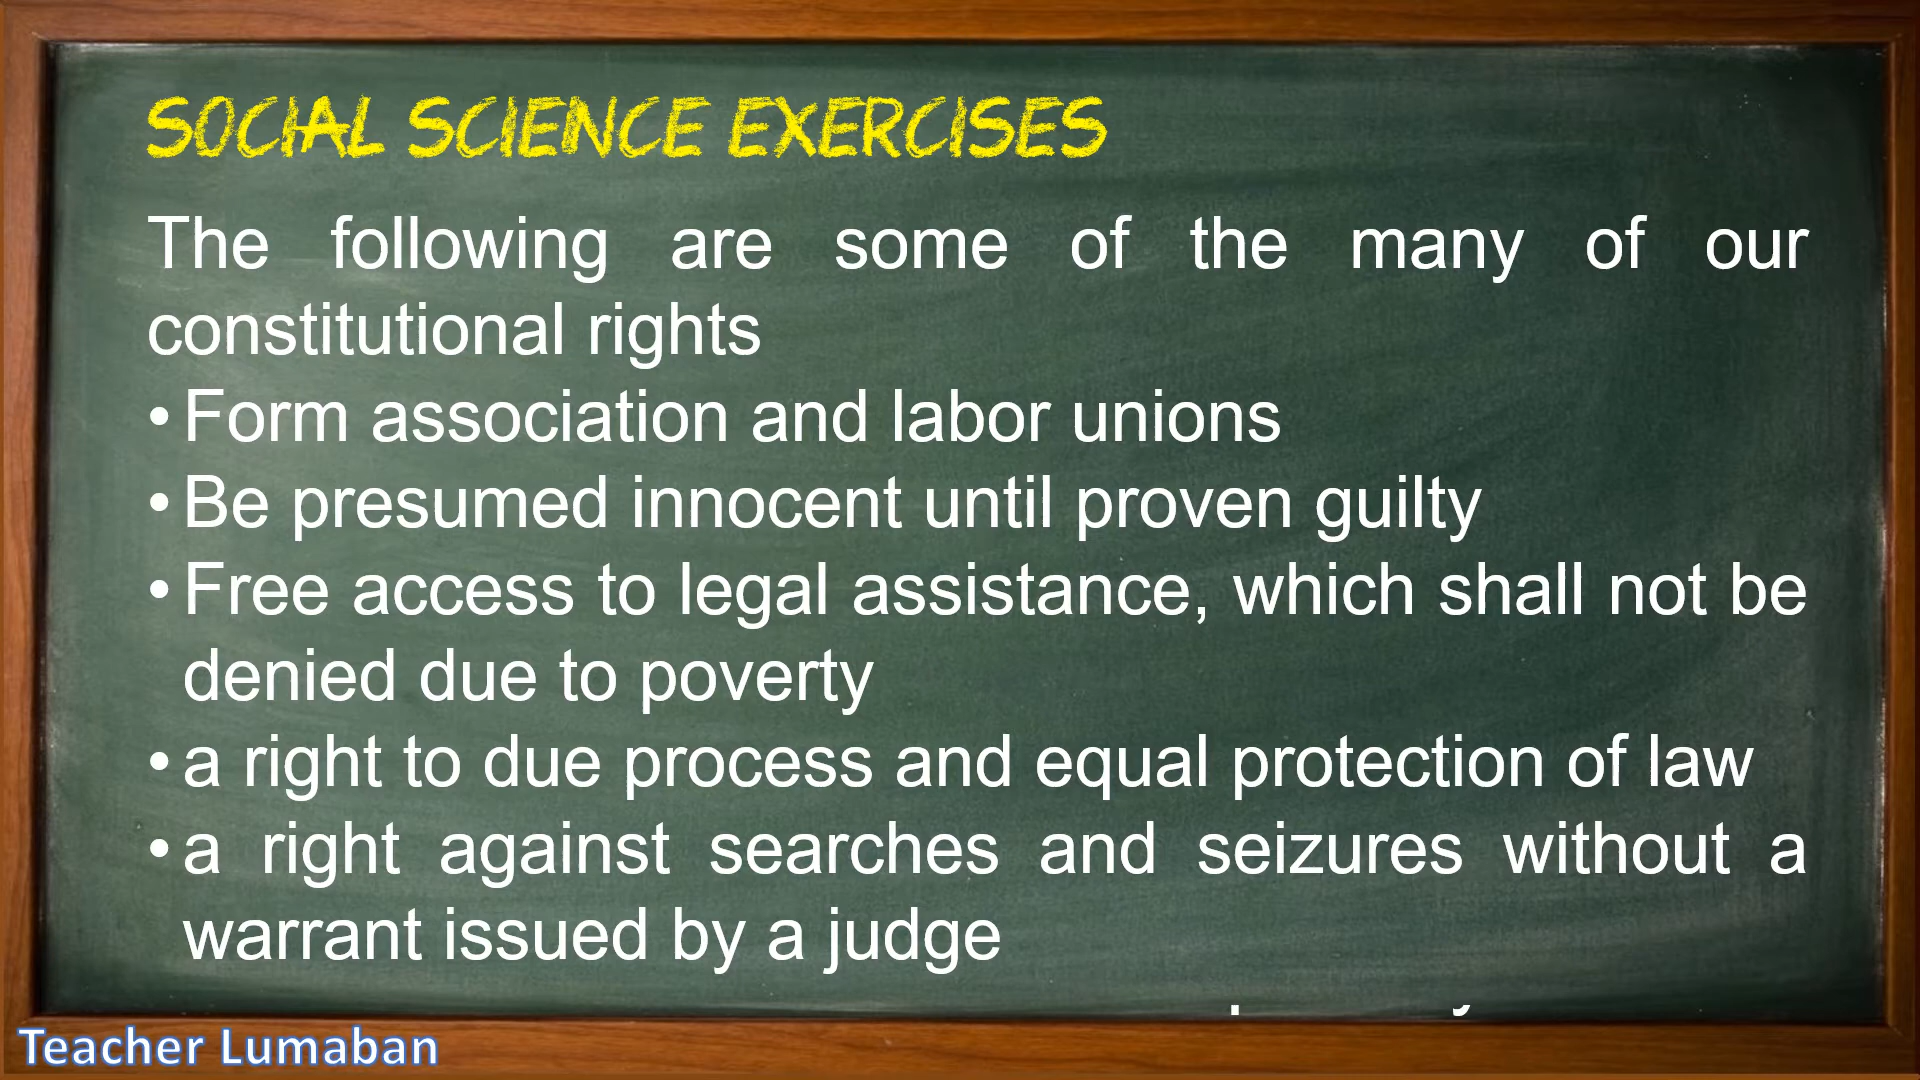 SOCIAL SCIENCE EXERCISES
The following are some of the many of our
constitutional rights
• Form association and labor unions
• Be presumed innocent until proven guilty
• Free access to legal assistance, which shall not be
denied due to poverty
• a right to due process and equal protection of law
• a right against searches and seizures without a
warrant issued by a judge
Teacher Lumaban